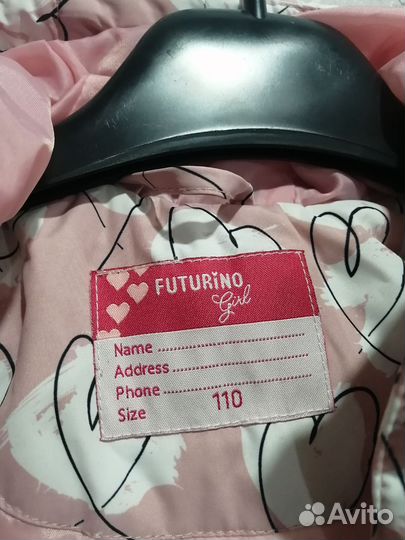 FUTURiNO
Girl
Name
Address
Phone
Size 110
Avito